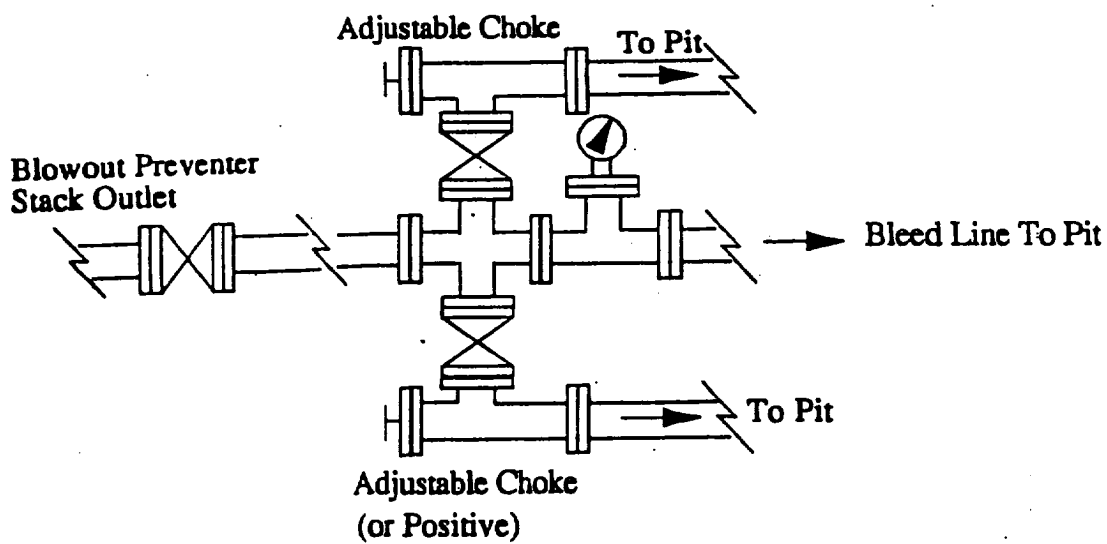 Adjustable Choke
To Pit
Blowout Preventer
Stack Outlet
Bleed Line To Pit
To Pit
Adjustable Choke
(or Positive)